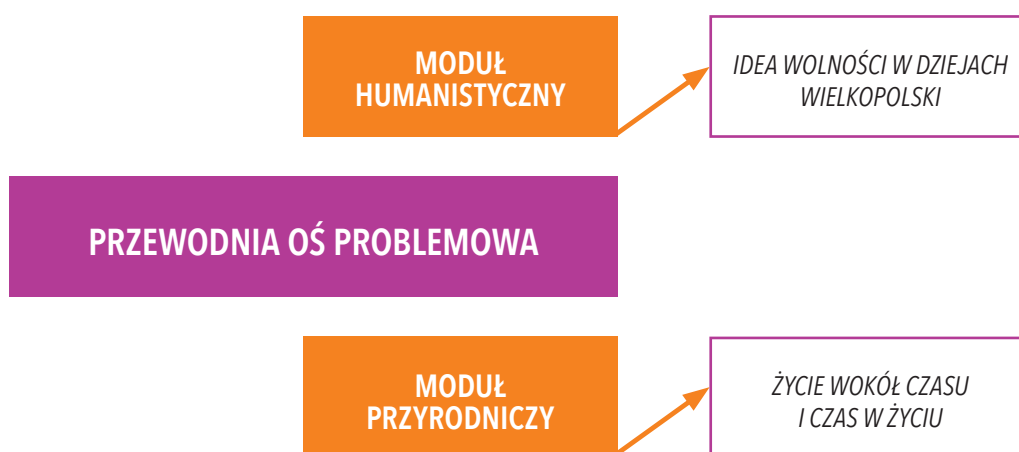 MODUŁ
HUMANISTYCZNY
IDEA WOLNOŚCI W DZIEJACH
WIELKOPOLSKI
PRZEWODNIA OŚ PROBLEMOWA
MODUŁ
PRZYRODNICZY
ŻYCIE WOKÓŁ CZASU
I CZAS W ŻYCIU